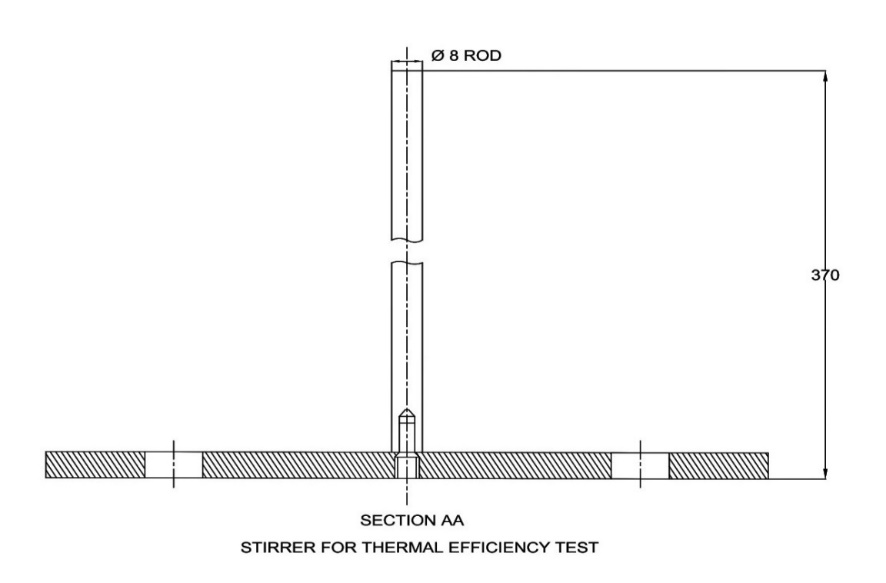 Ø 8 ROD
370
SECTION AA
STIRRER FOR THERMAL EFFICIENCY TEST